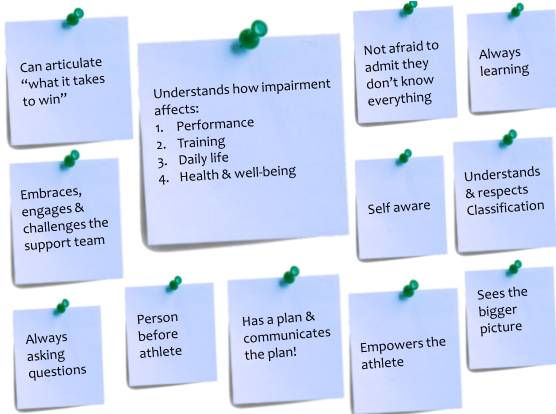 Can articulate
“what it takes
to win”
Understands how impairment
affects:
1. Performance
2. Training
3. Daily life
4. Health & well-being
Not afraid to
admit they
don’t know
everything
Always
learning
Embraces,
engages &
challenges the
support team
Self aware
Understands
& respects
Classification
Always
asking
questions
Person
before
athlete
Has a plan &
communicates
the plan!
Empowers the
athlete
Sees the
bigger
picture